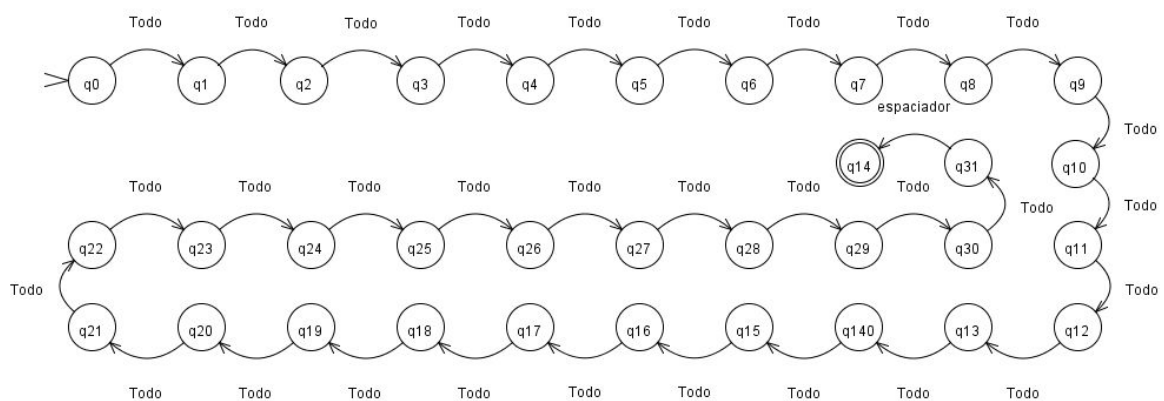 Todo Todo Todo Todo Todo Todo Todo Todo Todo
q0 q1 q2 q3 q4 q5 q6 q7 q8 q9
espaciador
Todo
q14 q31 q10
Todo Todo Todo Todo Todo Todo Todo Todo Todo Todo
q22 q23 q24 q25 q26 q27 q28 q29 q30 q11
Todo Todo
q21 q20 q19 q18 q17 q16 q15 q140 q13 q12
Todo Todo Todo Todo Todo Todo Todo Todo Todo